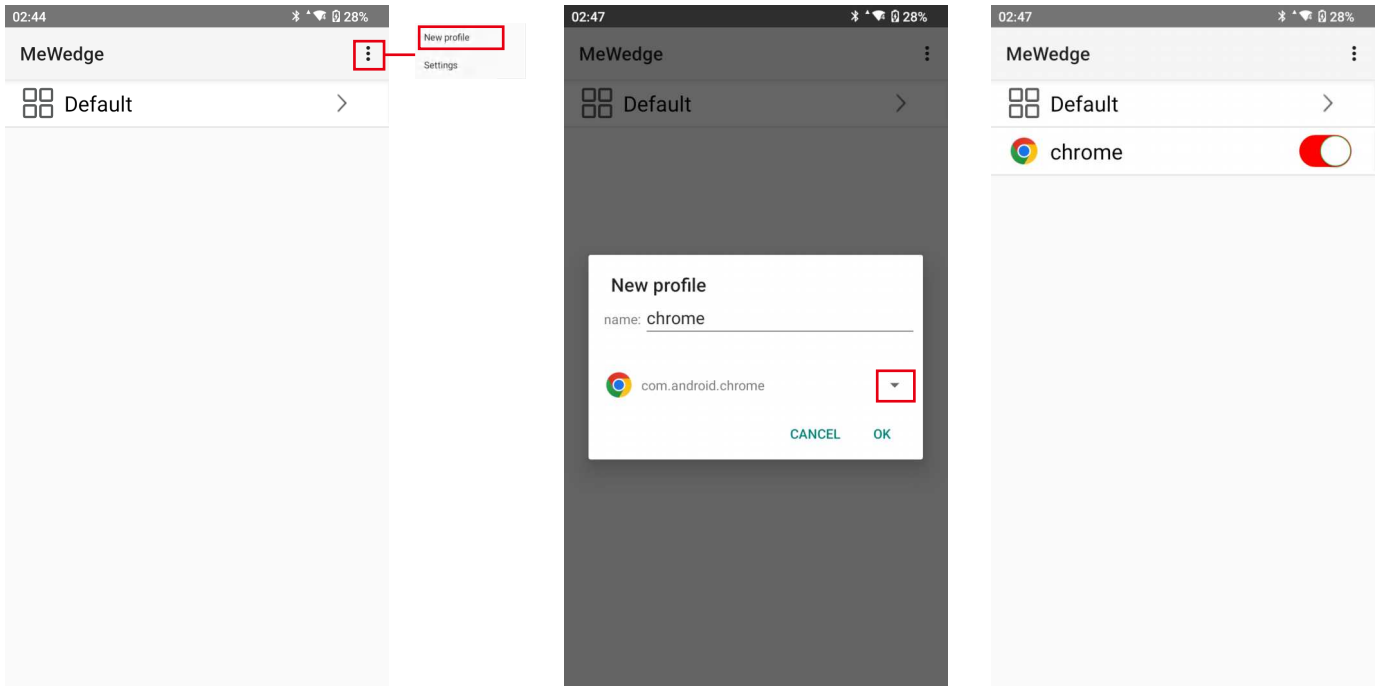 02:44 28%
MeWedge
Default
New profile
Settings
02:47 28%
MeWedge
Default
New profile
name: chrome
com.android.chrome
CANCEL OK
02:47 28%
MeWedge
Default
chrome